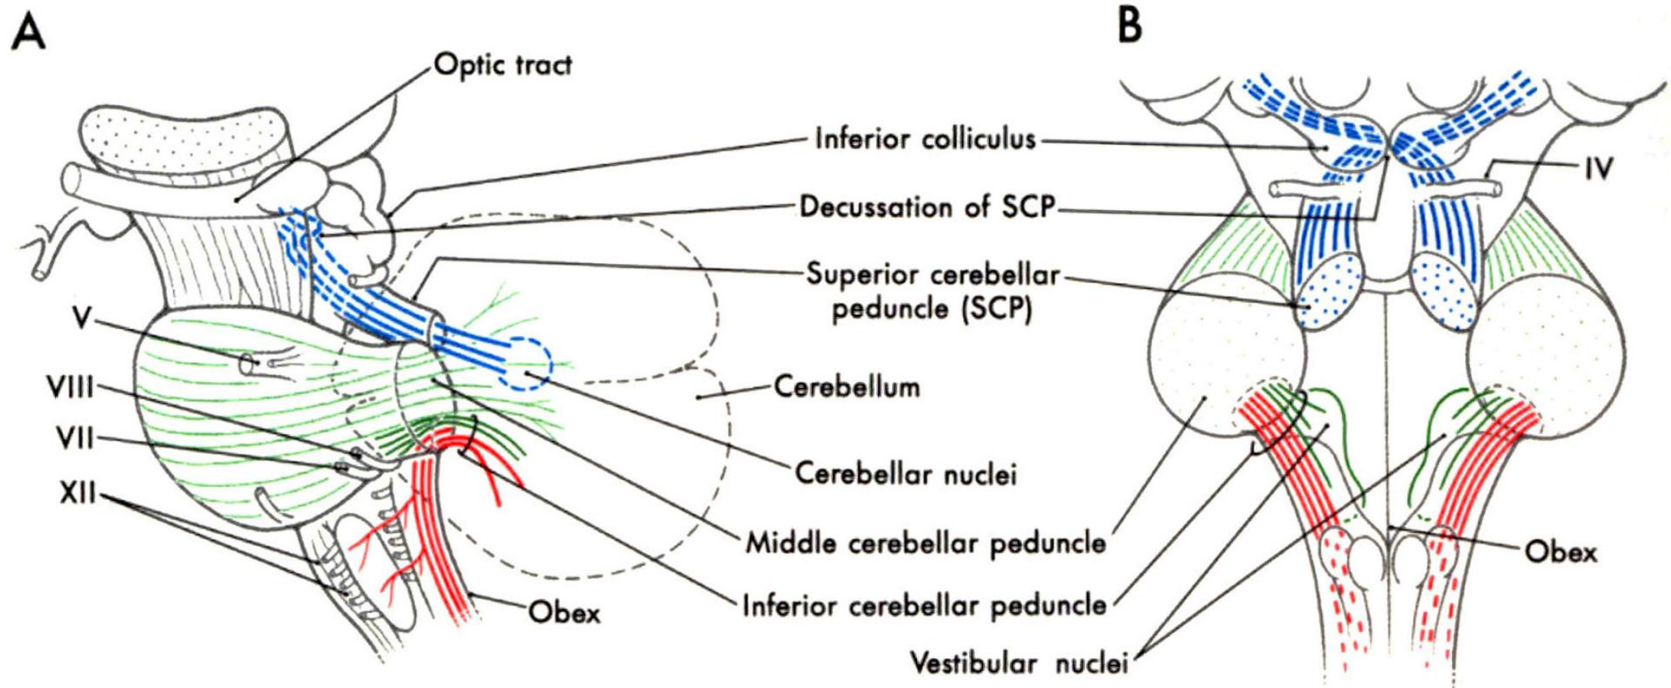 A
B
Optic tract
Inferior colliculus
IV
Decussation of SCP
Superior cerebellar
peduncle (SCP)
V
VIII
Cerebellum
VII
Cerebellar nuclei
XII
Middle cerebellar peduncle
Obex
Inferior cerebellar peduncle
Obex
Vestibular nuclei